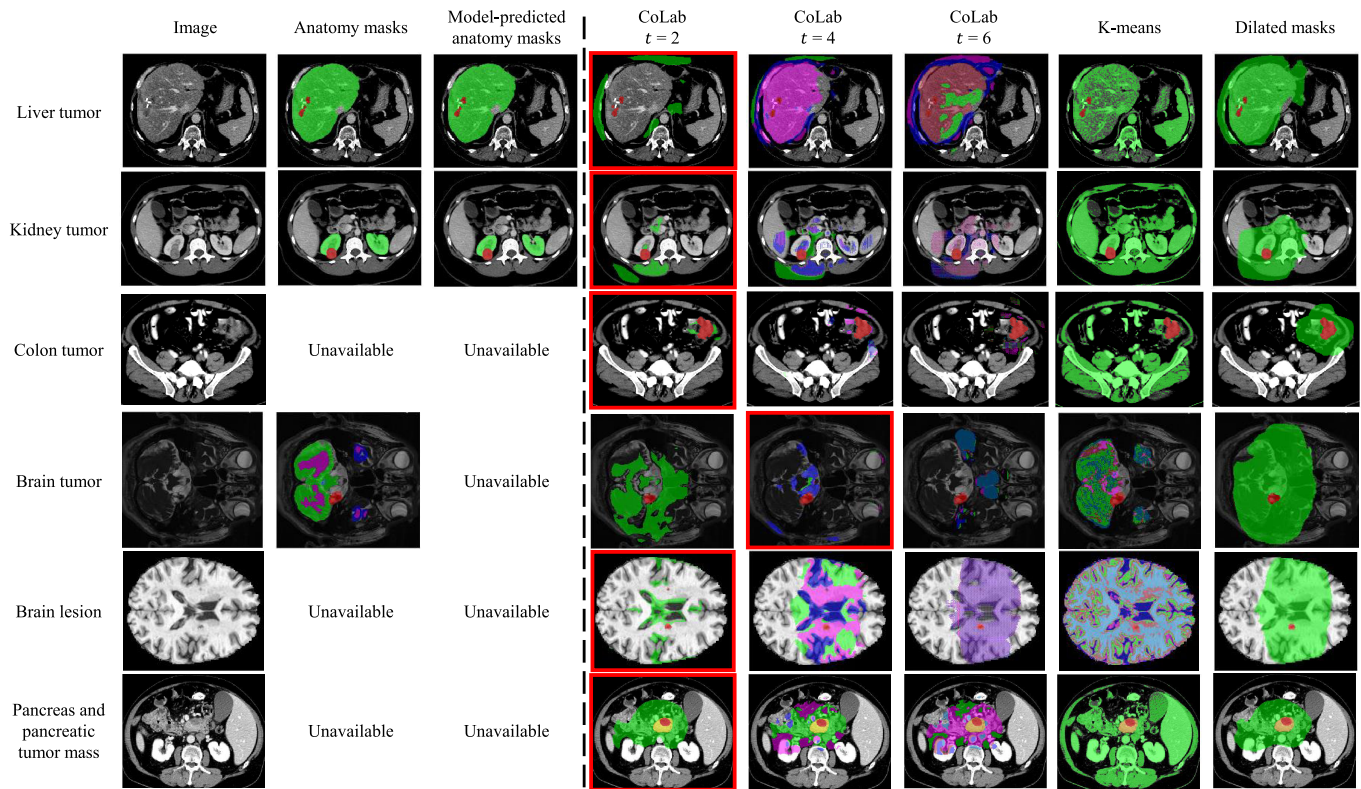 Image
Anatomy masks
Model-predicted
anatomy masks
CoLab
t = 2
CoLab
t = 4
CoLab
t = 6
K-means
Dilated masks
Liver tumor
Kidney tumor
Colon tumor
Unavailable
Unavailable
Brain tumor
Unavailable
Brain lesion
Unavailable
Unavailable
Pancreas and
pancreatic
tumor mass
Unavailable
Unavailable